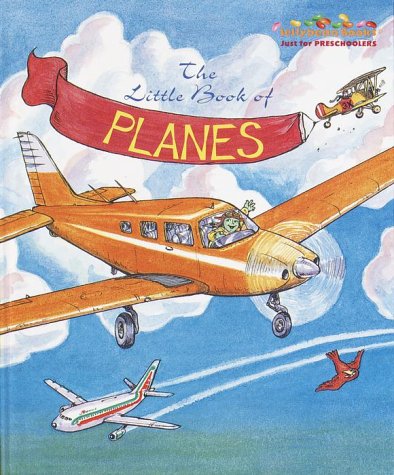 Jellybean Books
Just for PRESCHOOLERS
The
Little Book of
PLANES